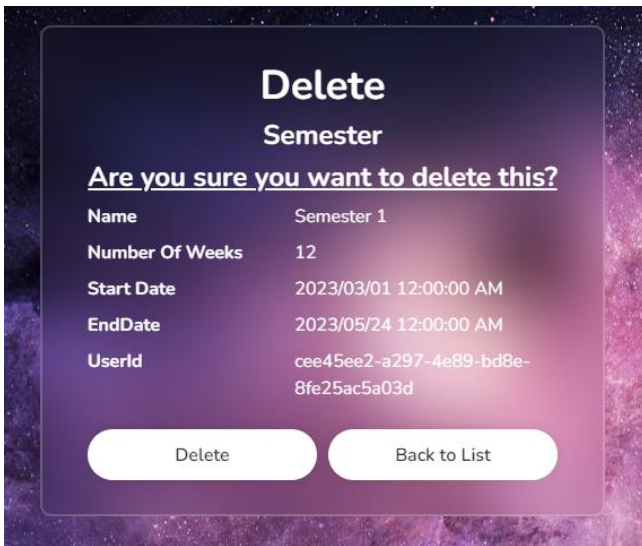 Delete
Semester
Are you sure you want to delete this?
Name Semester 1
Number Of Weeks 12
Start Date 2023/03/01 12:00:00 AM
EndDate 2023/05/24 12:00:00 AM
UserId cee45ee2-a297-4e89-bd8e-
8fe25ac5a03d
Delete Back to List